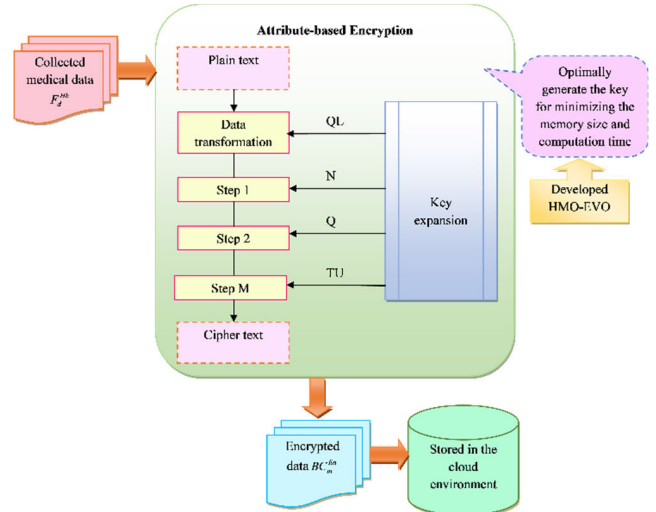 Attribute-based Encryption
Collected
medical data
Plain text
Optimally
generate the key
for minimizing the
memory size and
computation time
Data
transformation
QL
Step 1
N
Developed
HMO-EVO
Key
expansion
Step 2
Q
Step M
TU
Cipher text
Encrypted
data
Stored in the
cloud
environment